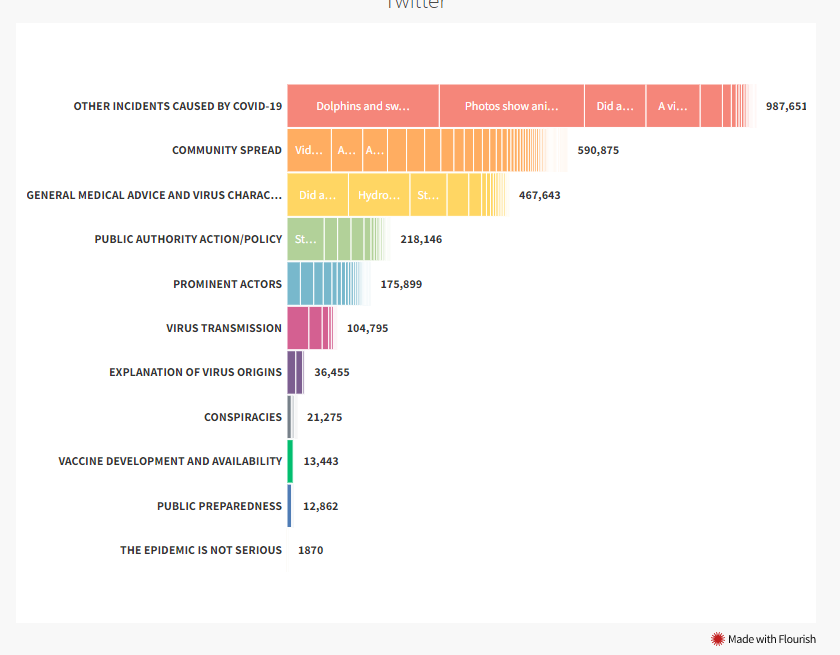 Twitter
OTHER INCIDENTS CAUSED BY COVID-19 Dolphins and sw... Photos show ani... Did a... A vi... 987,651
COMMUNITY SPREAD Vid... A... A... 590,875
GENERAL MEDICAL ADVICE AND VIRUS CHARAC... Did a... Hydro... St... 467,643
PUBLIC AUTHORITY ACTION/POLICY St... 218,146
PROMINENT ACTORS 175,899
VIRUS TRANSMISSION 104,795
EXPLANATION OF VIRUS ORIGINS 36,455
CONSPIRACIES 21,275
VACCINE DEVELOPMENT AND AVAILABILITY 13,443
PUBLIC PREPAREDNESS 12,862
THE EPIDEMIC IS NOT SERIOUS 1870
Made with Flourish